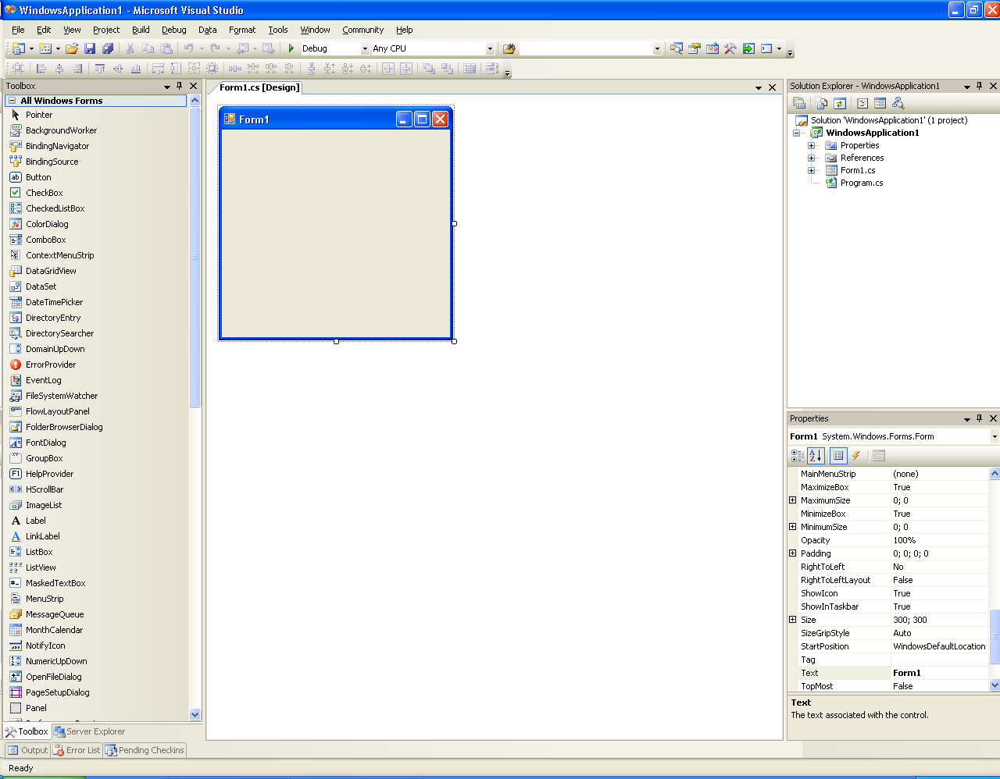 WindowsApplication1 - Microsoft Visual Studio
File Edit View Project Build Debug Data Format Tools Window Community Help
Debug Any CPU
Toolbox
All Windows Forms
Pointer
BackgroundWorker
BindingNavigator
BindingSource
Button
CheckBox
CheckedListBox
ColorDialog
ComboBox
ContextMenuStrip
DataGridView
DataSet
DateTimePicker
DirectoryEntry
DirectorySearcher
DomainUpDown
ErrorProvider
EventLog
FileSystemWatcher
FlowLayoutPanel
FolderBrowserDialog
FontDialog
GroupBox
HelpProvider
HScrollBar
ImageList
Label
LinkLabel
ListBox
ListView
MaskedTextBox
MenuStrip
MessageQueue
MonthCalendar
NotifyIcon
NumericUpDown
OpenFileDialog
PageSetupDialog
Panel
Toolbox Server Explorer
Form1.cs [Design]
Form1
Solution Explorer - WindowsApplication1
Solution 'WindowsApplication1' (1 project)
WindowsApplication1
Properties
References
Form1.cs
Program.cs
Properties
Form1 System.Windows.Forms.Form
MainMenuStrip (none)
MaximizeBox True
MaximumSize 0; 0
MinimizeBox True
MinimumSize 0; 0
Opacity 100%
Padding 0; 0; 0; 0
RightToLeft No
RightToLeftLayout False
ShowIcon True
ShowInTaskbar True
Size 300; 300
SizeGripStyle Auto
StartPosition WindowsDefaultLocation
Tag
Text Form1
TopMost False
Text
The text associated with the control.
Output Error List Pending Checkins
Ready